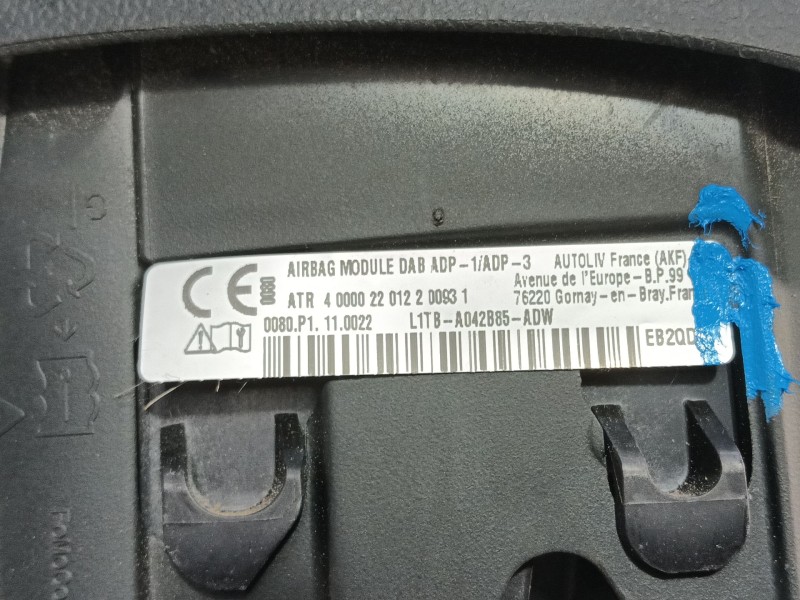 CE 0080
AIRBAG MODULE DAB ADP-1/ADP-3
ATR 4 0000 22 012 2 0093 1
0080.P1. 11.0022 L1TB-A042B85-ADW
AUTOLIV France (AKF)
Avenue de l'Europe - B.P.99
76220 Gornay-en-Bray.Fran
EB2QD